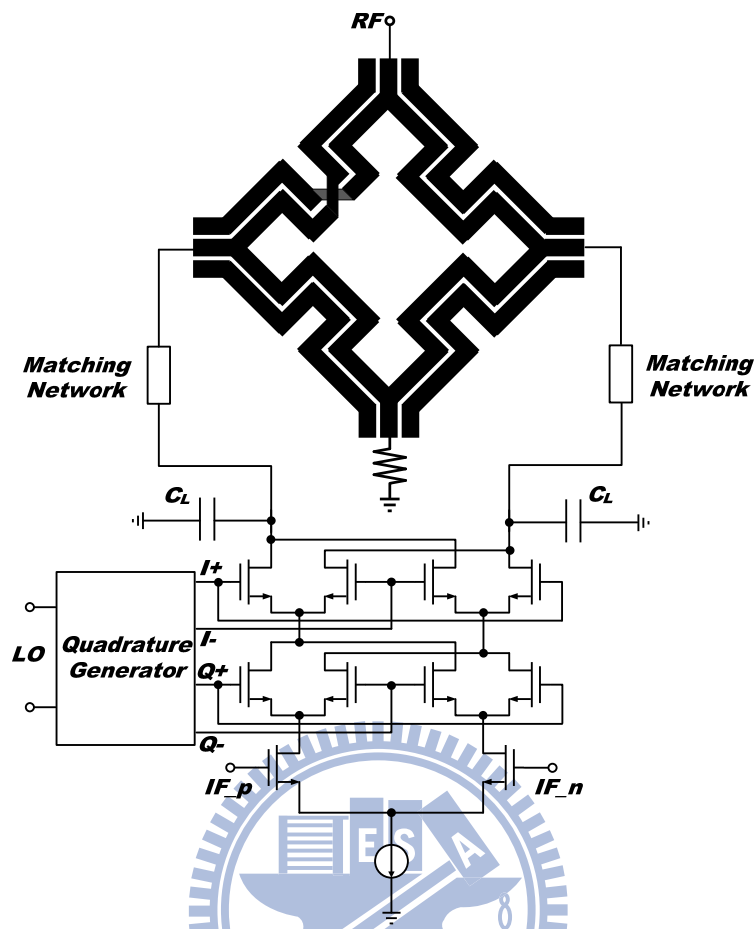 RF
Matching
Network
Matching
Network
CL
CL
I+
I-
LO
Quadrature
Generator
Q+
Q-
IF_p
IF_n
E S
A